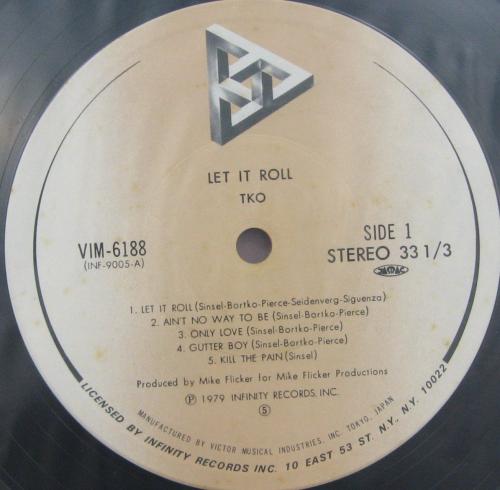 LET IT ROLL
TKO
VIM-6188
(INF-9005-A)
SIDE 1
STEREO 33 1/3
JASRAC
1. LET IT ROLL (Sinsel-Bortko-Pierce-Seidenverg-Siguenza)
2. AIN'T NO WAY TO BE (Sinsel-Bortko-Pierce)
3. ONLY LOVE (Sinsel-Bortko-Pierce)
4. GUTTER BOY (Sinsel-Bortko-Pierce)
5. KILL THE PAIN (Sinsel)
Produced by Mike Flicker for Mike Flicker Productions
Ⓟ 1979 INFINITY RECORDS, INC.
Ⓢ
MANUFACTURED BY VICTOR MUSICAL INDUSTRIES, INC. TOKYO, JAPAN
LICENSED BY INFINITY RECORDS INC. 10 EAST 53 ST. N.Y., N.Y. 10022